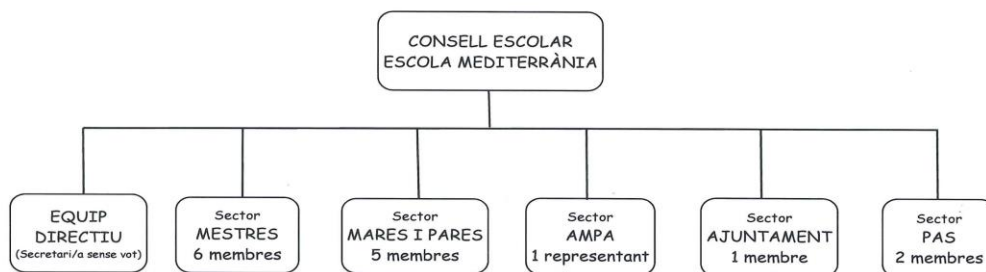 CONSELL ESCOLAR
ESCOLA MEDITERRÀNIA
EQUIP
DIRECTIU
(Secretari/a sense vot)
Sector
MESTRES
6 membres
Sector
MARES I PARES
5 membres
Sector
AMPA
1 representant
Sector
AJUNTAMENT
1 membre
Sector
PAS
2 membres